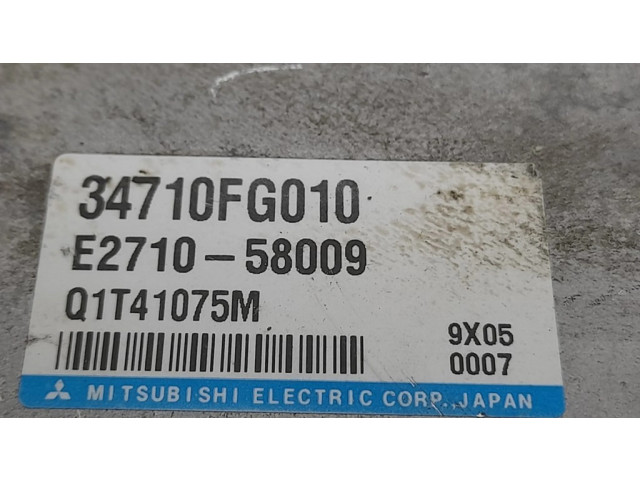 34710FG010
E2710-58009
Q1T41075M
9X05
0007
MITSUBISHI ELECTRIC CORP., JAPAN